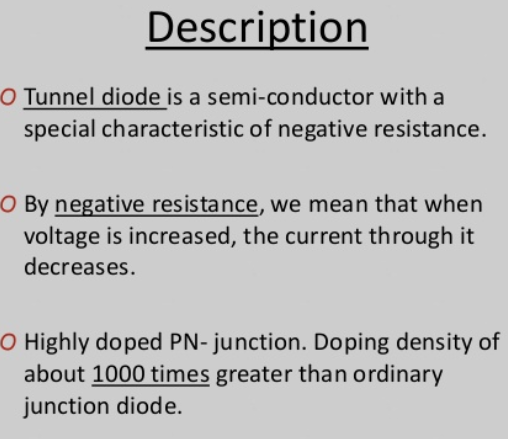 Description
O Tunnel diode is a semi-conductor with a
special characteristic of negative resistance.
O By negative resistance, we mean that when
voltage is increased, the current through it
decreases.
O Highly doped PN- junction. Doping density of
about 1000 times greater than ordinary
junction diode.